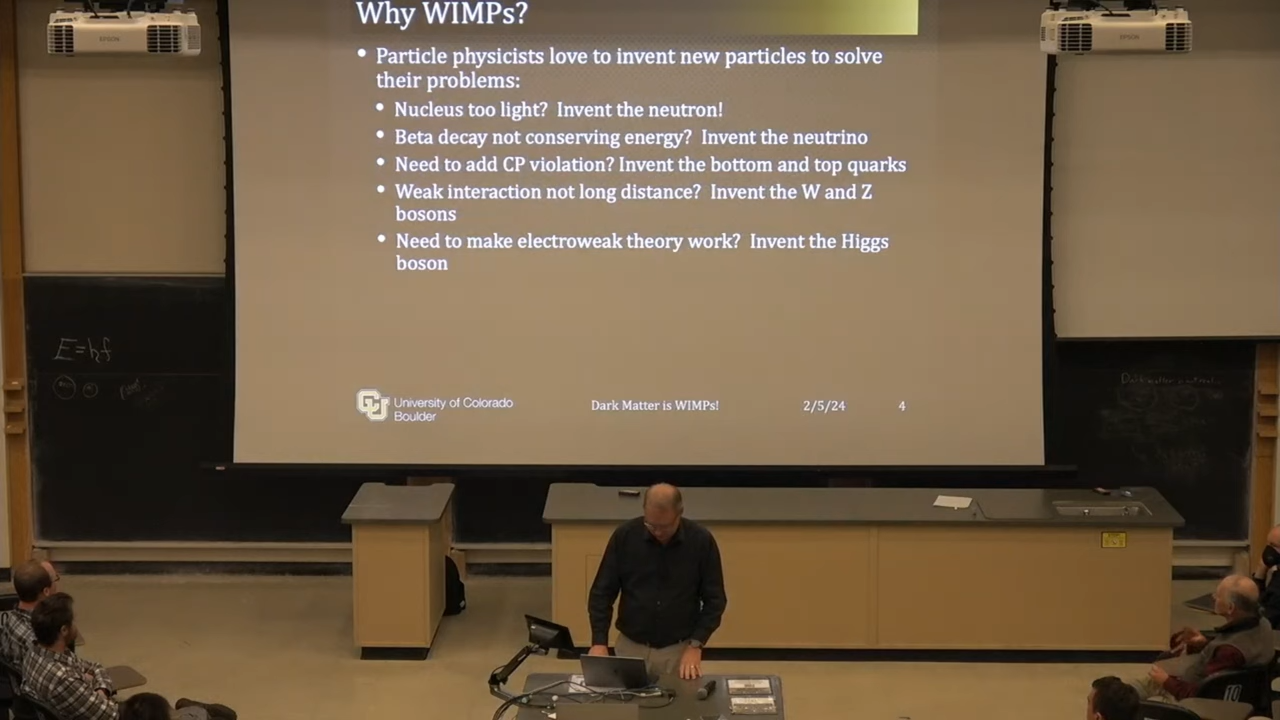 EPSON
EPSON
Why WIMPs?
• Particle physicists love to invent new particles to solve
their problems:
• Nucleus too light? Invent the neutron!
• Beta decay not conserving energy? Invent the neutrino
• Need to add CP violation? Invent the bottom and top quarks
• Weak interaction not long distance? Invent the W and Z
bosons
• Need to make electroweak theory work? Invent the Higgs
boson
E=hf
CU
University of Colorado
Boulder
Dark Matter is WIMPs!
2/5/24
4